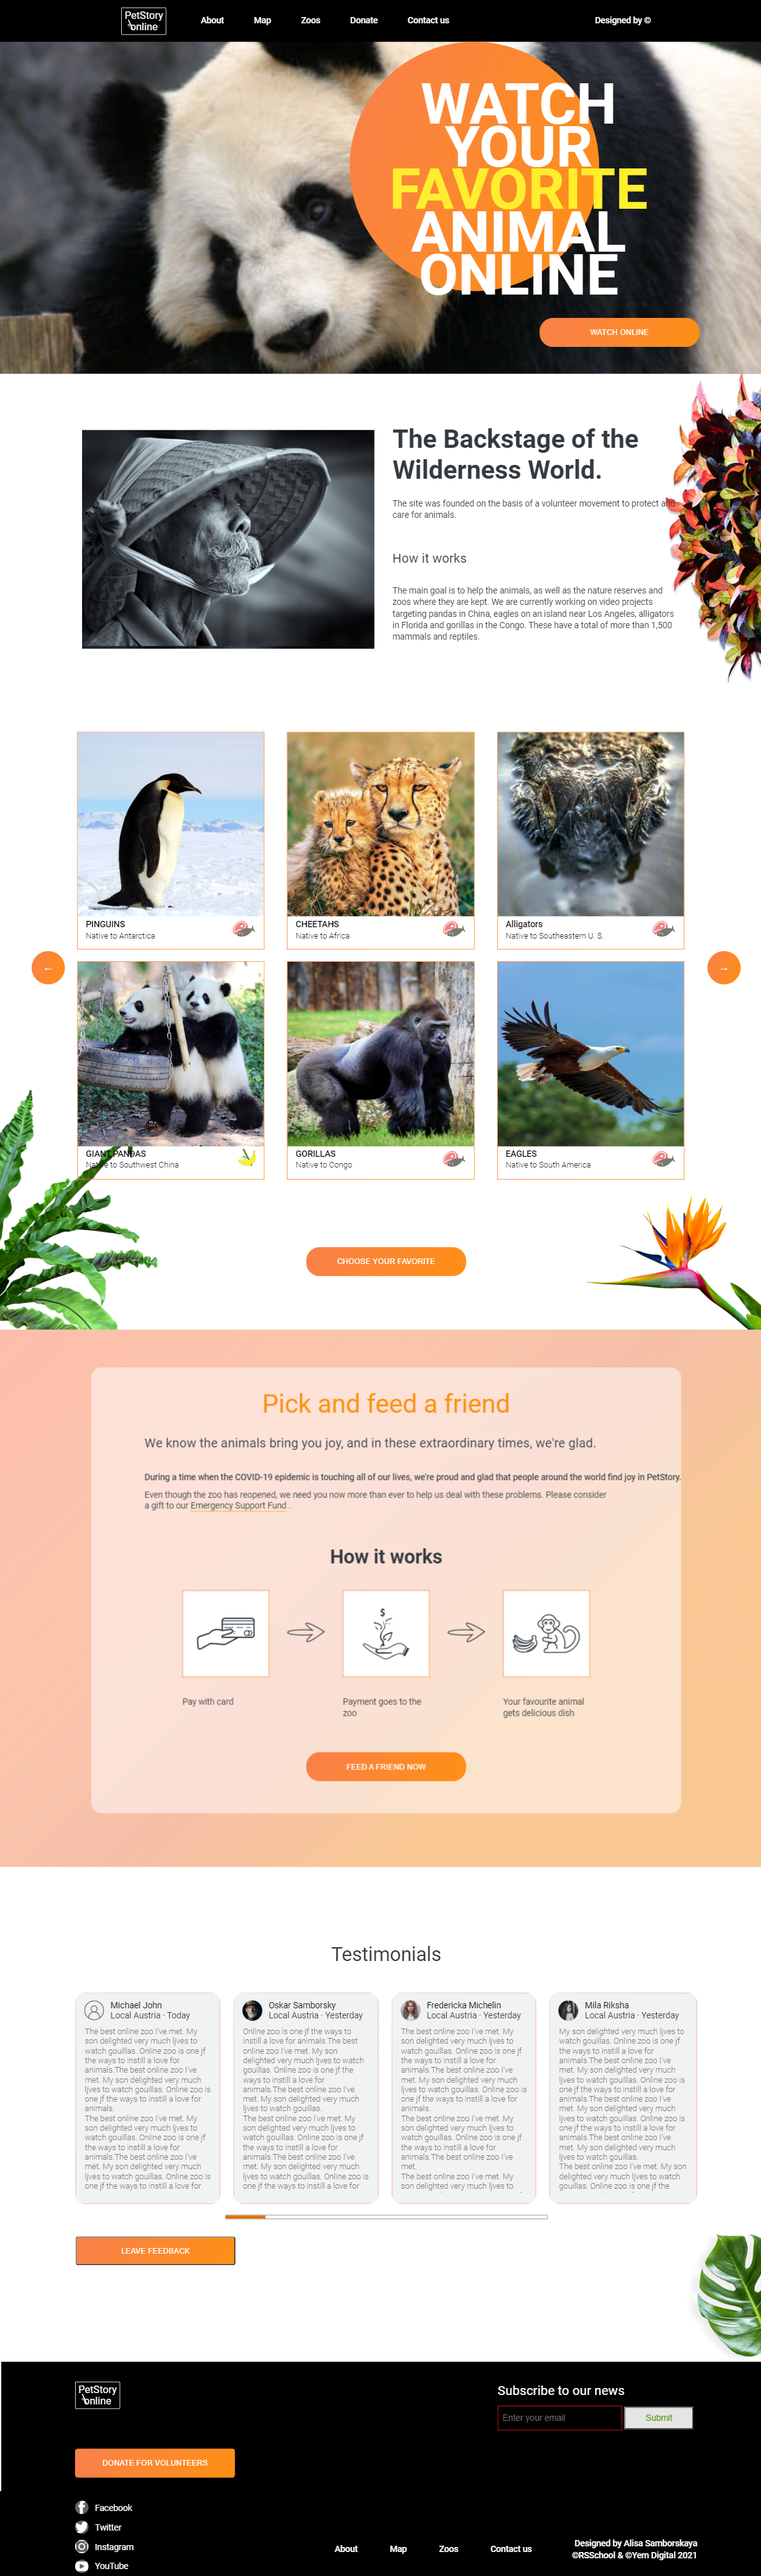 PetStory
online
About
Map
Zoos
Donate
Contact us
Designed by ©
WATCH
YOUR
FAVORITE
ANIMAL
ONLINE
WATCH ONLINE
The Backstage of the
Wilderness World.
The site was founded on the basis of a volunteer movement to protect and
care for animals.
How it works
The main goal is to help the animals, as well as the nature reserves and
zoos where they are kept. We are currently working on video projects
targeting pandas in China, eagles on an island near Los Angeles, alligators
in Florida and gorillas in the Congo. These have a total of more than 1,500
mammals and reptiles.
PINGUINS
Native to Antarctica
CHEETAHS
Native to Africa
Alligators
Native to Southeastern U. S.
←
→
GIANT PANDAS
Native to Southwest China
GORILLAS
Native to Congo
EAGLES
Native to South America
CHOOSE YOUR FAVORITE
Pick and feed a friend
We know the animals bring you joy, and in these extraordinary times, we're glad.
During a time when the COVID-19 epidemic is touching all of our lives, we're proud and glad that people around the world find joy in PetStory.
Even though the zoo has reopened, we need you now more than ever to help us deal with these problems. Please consider
a gift to our Emergency Support Fund .
How it works
$
Pay with card
Payment goes to the
zoo
Your favourite animal
gets delicious dish
FEED A FRIEND NOW
Testimonials
Michael John
Local Austria · Today
The best online zoo I've met. My
son delighted very much ljves to
watch gouillas. Online zoo is one jf
the ways to instill a love for
animals.The best online zoo I've
met. My son delighted very much
ljves to watch gouillas. Online zoo is
one jf the ways to instill a love for
animals.
The best online zoo I've met. My
son delighted very much ljves to
watch gouillas. Online zoo is one jf
the ways to instill a love for
animals.The best online zoo I've
met. My son delighted very much
ljves to watch gouillas. Online zoo is
one jf the ways to instill a love for
Oskar Samborsky
Local Austria · Yesterday
Online zoo is one jf the ways to
instill a love for animals.The best
online zoo I've met. My son
delighted very much ljves to watch
gouillas. Online zoo is one jf the
ways to instill a love for
animals.The best online zoo I've
met. My son delighted very much
ljves to watch gouillas.
The best online zoo I've met. My
son delighted very much ljves to
watch gouillas. Online zoo is one jf
the ways to instill a love for
animals.The best online zoo I've
met. My son delighted very much
ljves to watch gouillas. Online zoo is
one jf the ways to instill a love for
Fredericka Michelin
Local Austria · Yesterday
The best online zoo I've met. My
son delighted very much ljves to
watch gouillas. Online zoo is one jf
the ways to instill a love for
animals.The best online zoo I've
met. My son delighted very much
ljves to watch gouillas. Online zoo is
one jf the ways to instill a love for
animals.
The best online zoo I've met. My
son delighted very much ljves to
watch gouillas. Online zoo is one jf
the ways to instill a love for
animals.The best online zoo I've
met.
The best online zoo I've met. My
son delighted very much ljves to
Mila Riksha
Local Austria · Yesterday
My son delighted very much ljves to
watch gouillas. Online zoo is one jf
the ways to instill a love for
animals.The best online zoo I've
met. My son delighted very much
ljves to watch gouillas. Online zoo is
one jf the ways to instill a love for
animals.The best online zoo I've
met. My son delighted very much
ljves to watch gouillas. Online zoo is
one jf the ways to instill a love for
animals.The best online zoo I've
met. My son delighted very much
ljves to watch gouillas.
The best online zoo I've met. My son
delighted very much ljves to watch
gouillas. Online zoo is one jf the
LEAVE FEEDBACK
PetStory
online
Subscribe to our news
Enter your email
Submit
DONATE FOR VOLUNTEERS
Facebook
Twitter
Instagram
YouTube
About
Map
Zoos
Contact us
Designed by Alisa Samborskaya
©RSSchool & ©Yem Digital 2021